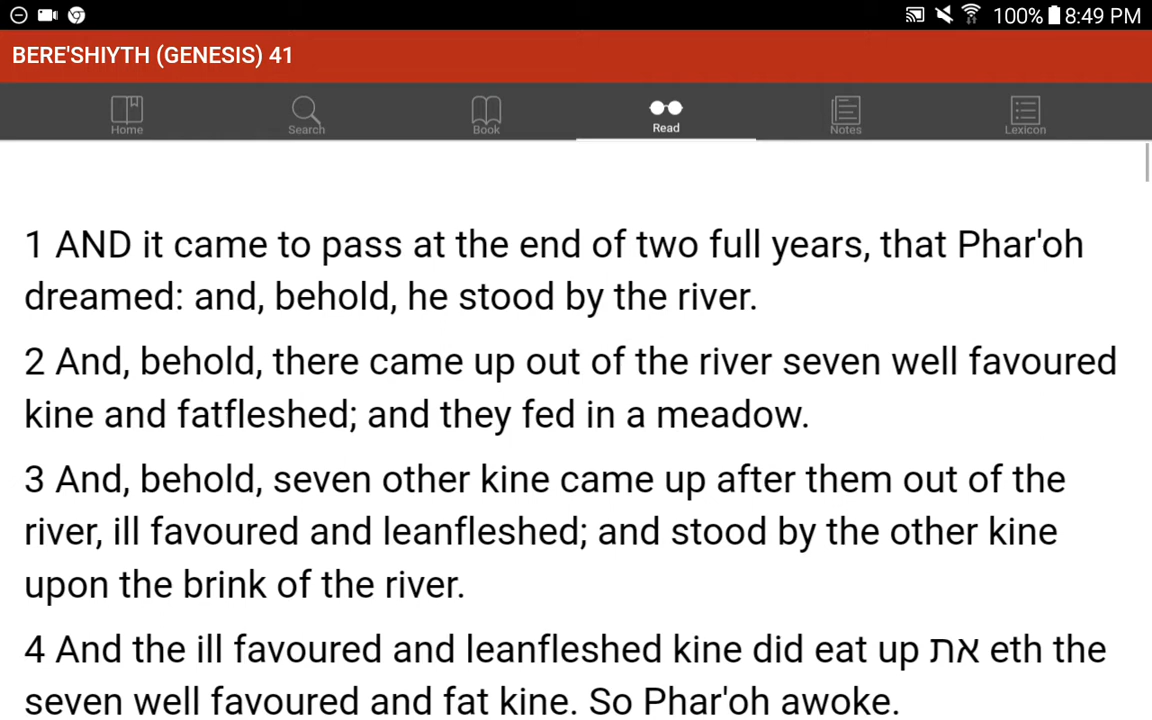 100% 8:49 PM
BERE'SHIYTH (GENESIS) 41
Home Search Book Read Notes Lexicon
1 AND it came to pass at the end of two full years, that Phar'oh
dreamed: and, behold, he stood by the river.
2 And, behold, there came up out of the river seven well favoured
kine and fatfleshed; and they fed in a meadow.
3 And, behold, seven other kine came up after them out of the
river, ill favoured and leanfleshed; and stood by the other kine
upon the brink of the river.
4 And the ill favoured and leanfleshed kine did eat up את eth the
seven well favoured and fat kine. So Phar'oh awoke.